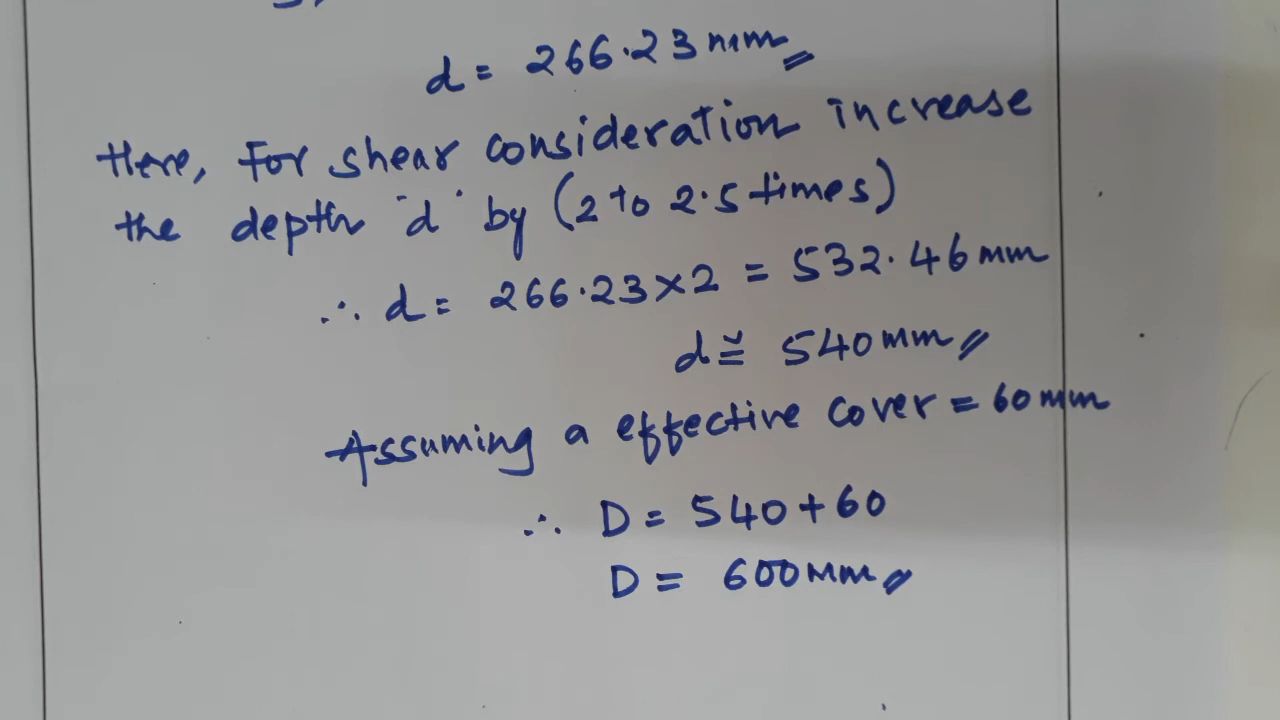 d = 266.23 mm
Here, For shear consideration increase
the depth "d" by (2 to 2.5 times)
∴ d = 266.23 × 2 = 532.46 mm
d ≅ 540 mm
Assuming a effective cover = 60 mm
∴ D = 540 + 60
D = 600 mm